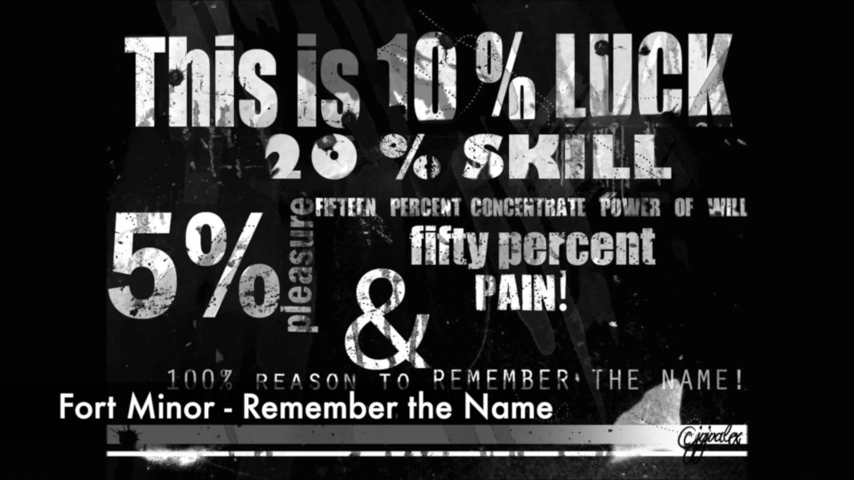 This is 10% LUCK
20% SKILL
FIFTEEN PERCENT CONCENTRATE POWER OF WILL
5% pleasure
fifty percent
PAIN!
&
100% REASON TO REMEMBER THE NAME!
Fort Minor - Remember the Name